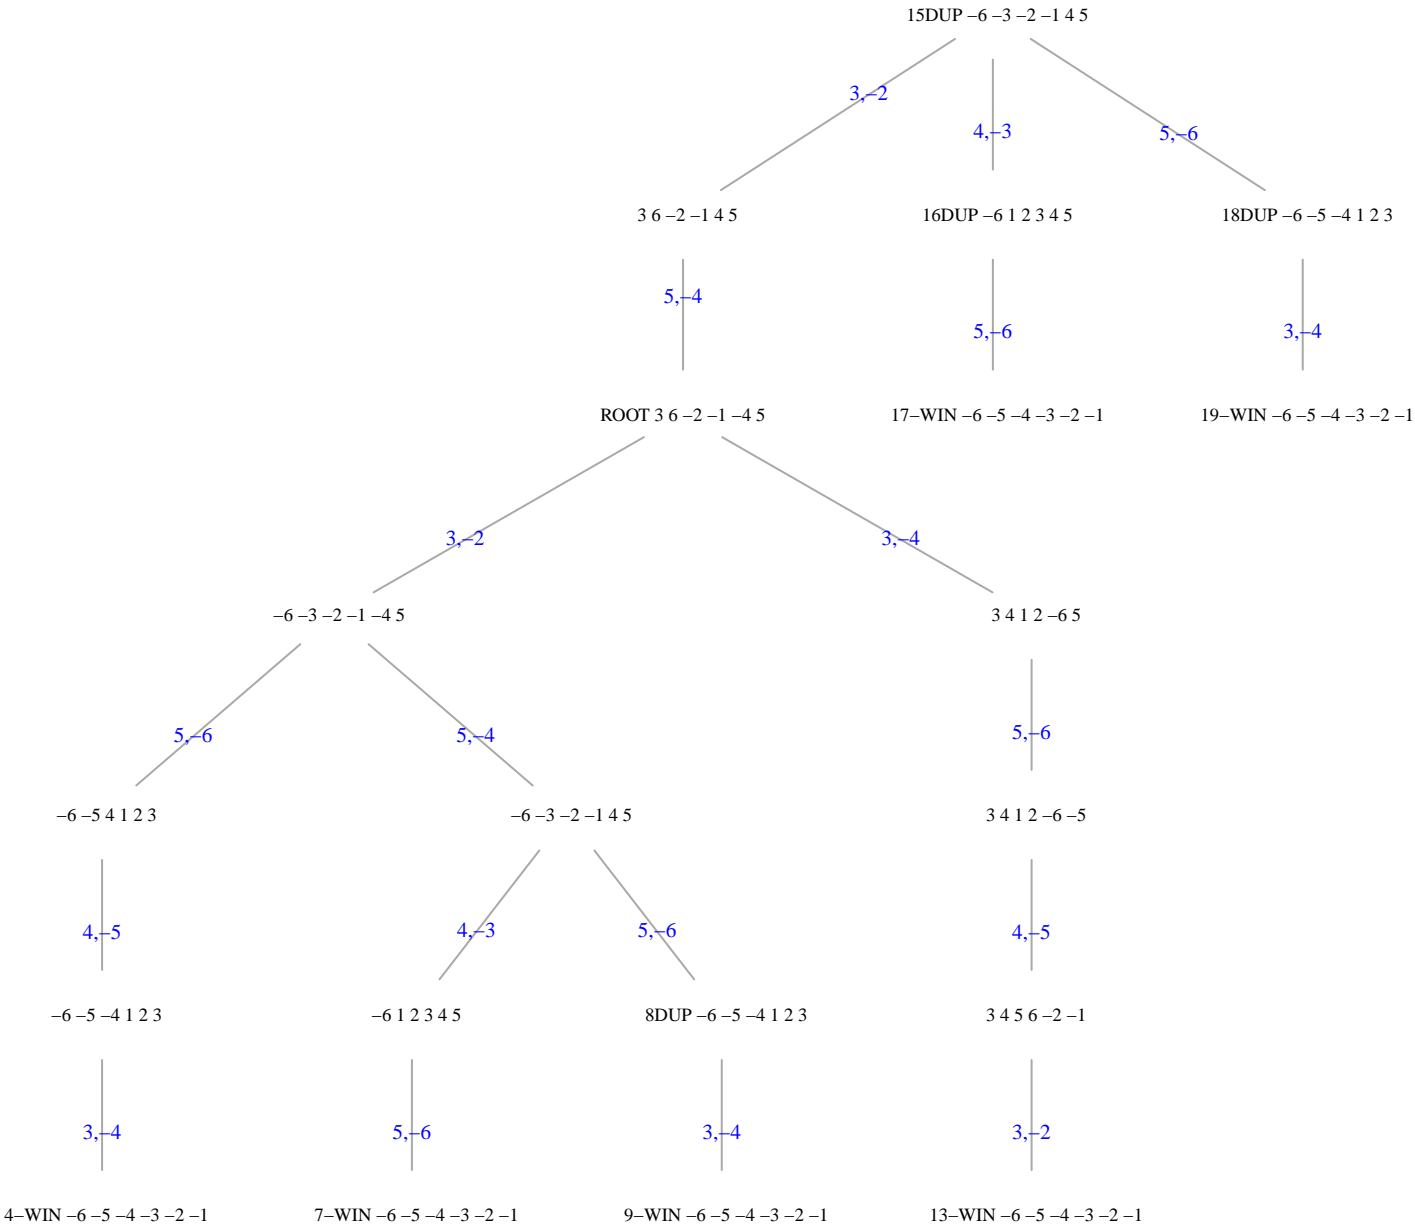 15DUP –6 –3 –2 –1 4 5
3,–2
4,–3
5,–6
3 6 –2 –1 4 5
16DUP –6 1 2 3 4 5
18DUP –6 –5 –4 1 2 3
5,–4
5,–6
3,–4
ROOT 3 6 –2 –1 –4 5
17–WIN –6 –5 –4 –3 –2 –1
19–WIN –6 –5 –4 –3 –2 –1
3,–2
3,–4
–6 –3 –2 –1 –4 5
3 4 1 2 –6 5
5,–6
5,–4
5,–6
–6 –5 4 1 2 3
–6 –3 –2 –1 4 5
3 4 1 2 –6 –5
4,–5
4,–3
5,–6
4,–5
–6 –5 –4 1 2 3
–6 1 2 3 4 5
8DUP –6 –5 –4 1 2 3
3 4 5 6 –2 –1
3,–4
5,–6
3,–4
3,–2
4–WIN –6 –5 –4 –3 –2 –1
7–WIN –6 –5 –4 –3 –2 –1
9–WIN –6 –5 –4 –3 –2 –1
13–WIN –6 –5 –4 –3 –2 –1